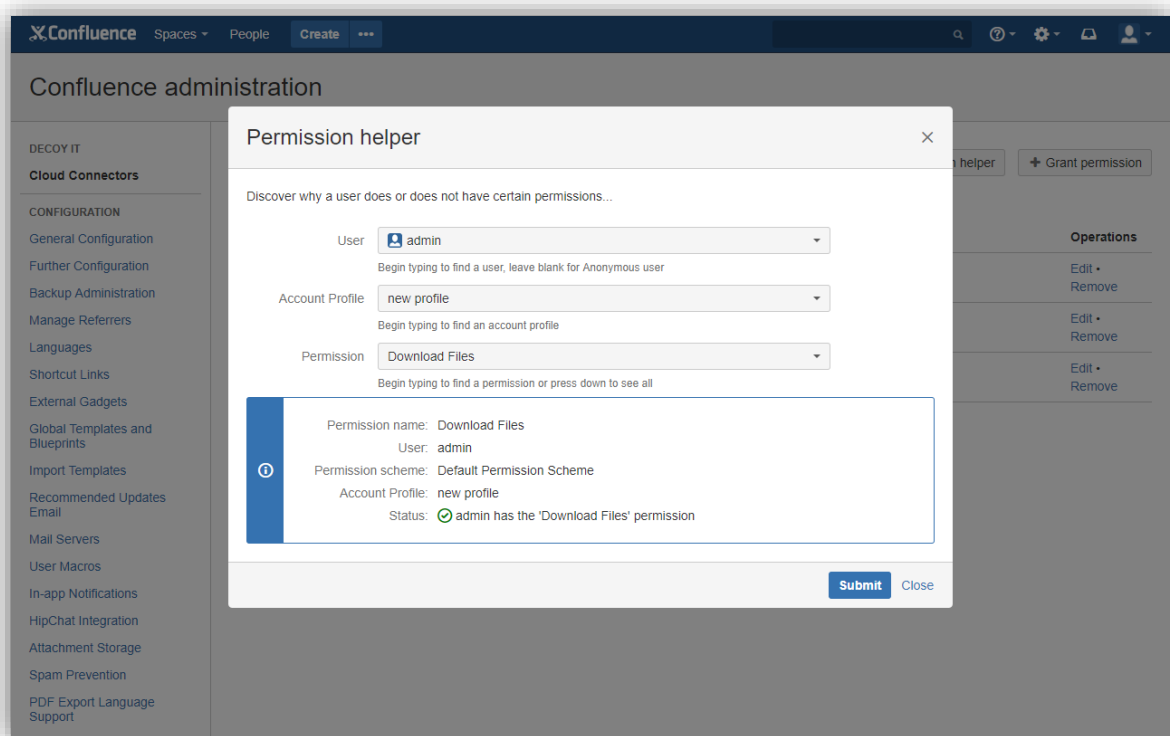 Confluence Spaces People Create
Confluence administration
DECOY IT
Cloud Connectors
CONFIGURATION
General Configuration
Further Configuration
Backup Administration
Manage Referrers
Languages
Shortcut Links
External Gadgets
Global Templates and
Blueprints
Import Templates
Recommended Updates
Email
Mail Servers
User Macros
In-app Notifications
HipChat Integration
Attachment Storage
Spam Prevention
PDF Export Language
Support
helper
Grant permission
Operations
Edit •
Remove
Edit •
Remove
Edit •
Remove
Permission helper
Discover why a user does or does not have certain permissions...
User admin
Begin typing to find a user, leave blank for Anonymous user
Account Profile new profile
Begin typing to find an account profile
Permission Download Files
Begin typing to find a permission or press down to see all
Permission name: Download Files
User: admin
Permission scheme: Default Permission Scheme
Account Profile: new profile
Status: admin has the 'Download Files' permission
Submit Close